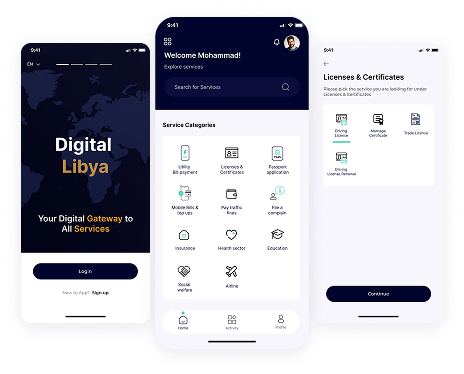 9:41
EN
Digital
Libya
Your Digital Gateway to
All Services
Login
New to App? Sign up
9:41
Welcome Mohammad!
Explore services
Search for Services
Service Categories
Utility
Bill payment
Licenses &
Certificates
Passport
application
Mobile Bills &
top ups
Pay traffic
fines
File a
complain
Insurance
Health sector
Education
Social
welfare
Airline
Home
Activity
Profile
9:41
Licenses & Certificates
Please pick the service you are looking for under
Licenses & Certificates
Driving
Licence
Marriage
Certificate
Trade License
Driving
License Renewal
Continue